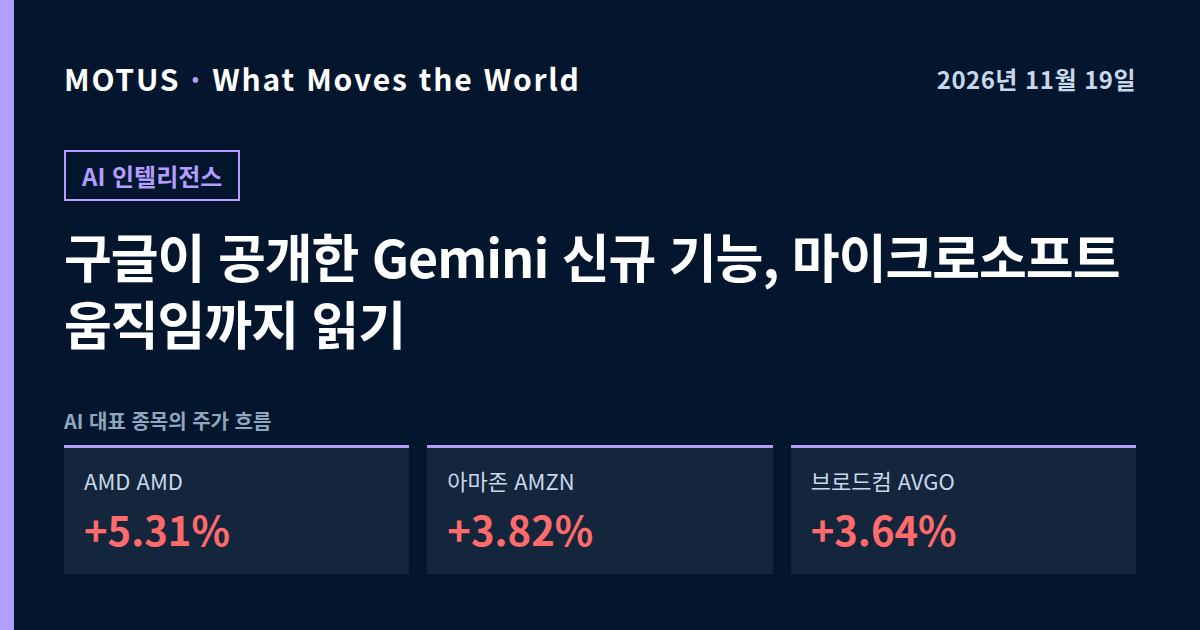 MOTUS · What Moves the World
2026년 11월 19일
AI 인텔리전스
구글이 공개한 Gemini 신규 기능, 마이크로소프트
움직임까지 읽기
AI 대표 종목의 주가 흐름
AMD AMD
+5.31%
아마존 AMZN
+3.82%
브로드컴 AVGO
+3.64%